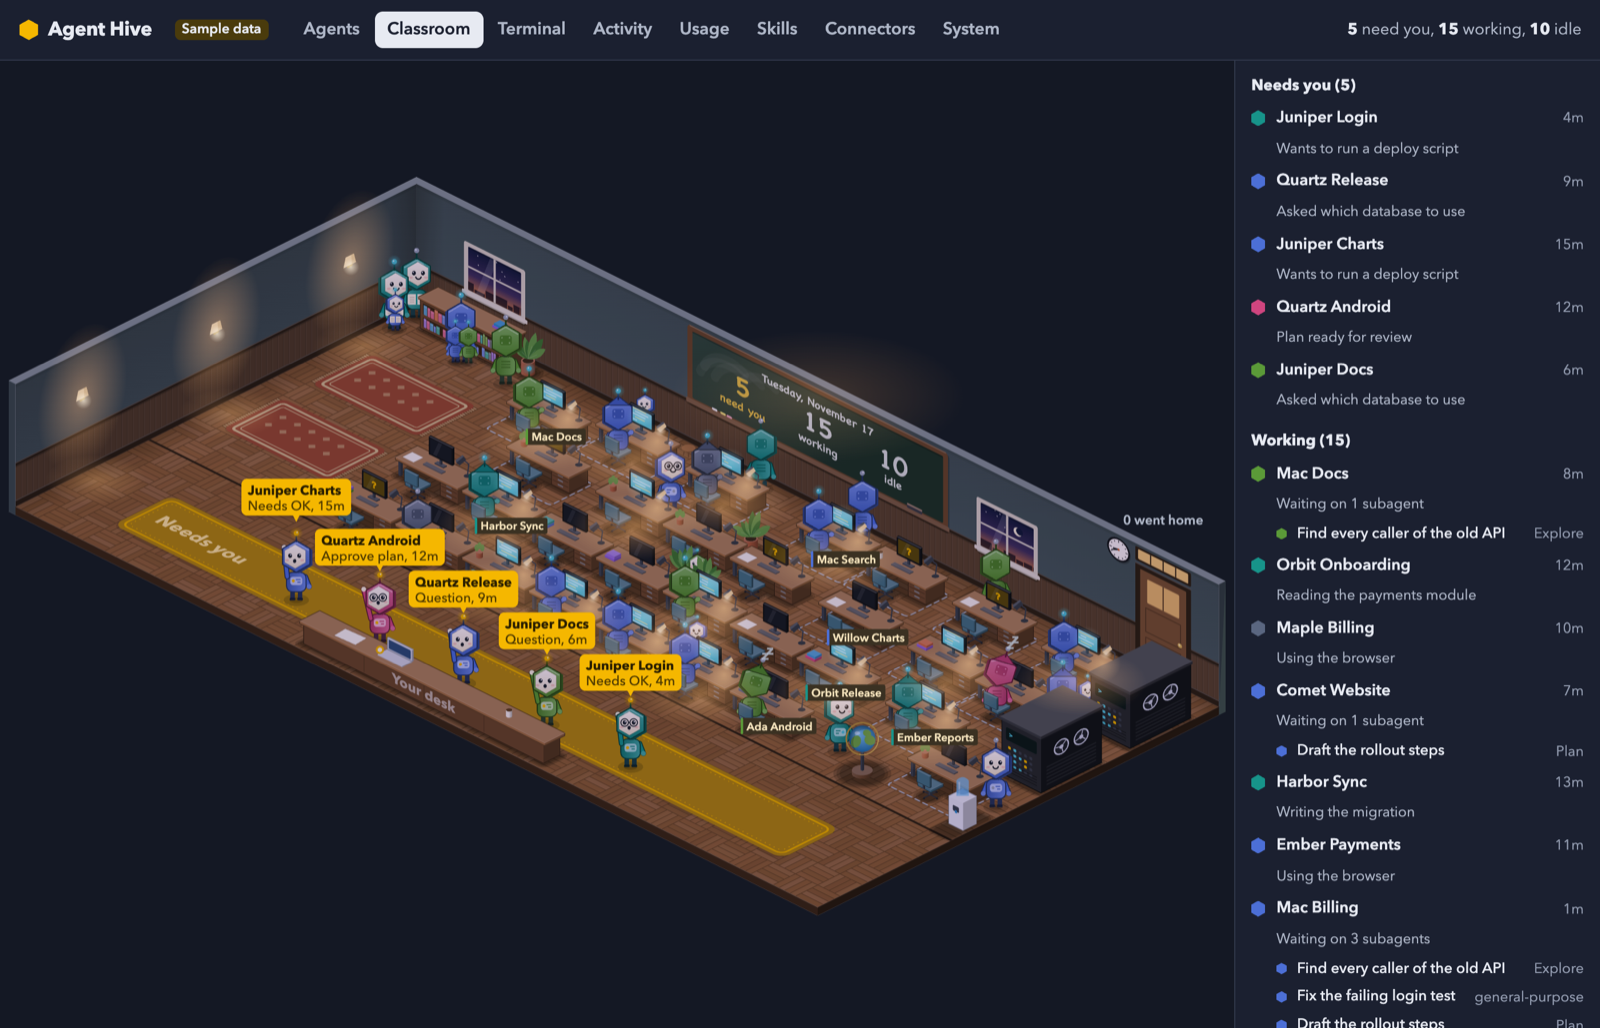 Agent Hive
Sample data
Agents
Classroom
Terminal
Activity
Usage
Skills
Connectors
System
5 need you, 15 working, 10 idle
Tuesday, November 17
5
need you
15
working
10
idle
0 went home
Mac Docs
Harbor Sync
Mac Search
Willow Charts
Orbit Release
Ada Android
Ember Reports
Needs you
Juniper Charts
Needs OK, 15m
Quartz Android
Approve plan, 12m
Quartz Release
Question, 9m
Juniper Docs
Question, 6m
Juniper Login
Needs OK, 4m
Your desk
?
?
?
?
z
z
Needs you (5)
Juniper Login 4m
Wants to run a deploy script
Quartz Release 9m
Asked which database to use
Juniper Charts 15m
Wants to run a deploy script
Quartz Android 12m
Plan ready for review
Juniper Docs 6m
Asked which database to use
Working (15)
Mac Docs 8m
Waiting on 1 subagent
Find every caller of the old API Explore
Orbit Onboarding 12m
Reading the payments module
Maple Billing 10m
Using the browser
Comet Website 7m
Waiting on 1 subagent
Draft the rollout steps Plan
Harbor Sync 13m
Writing the migration
Ember Payments 11m
Using the browser
Mac Billing 1m
Waiting on 3 subagents
Find every caller of the old API Explore
Fix the failing login test general-purpose
Draft the rollout steps Plan